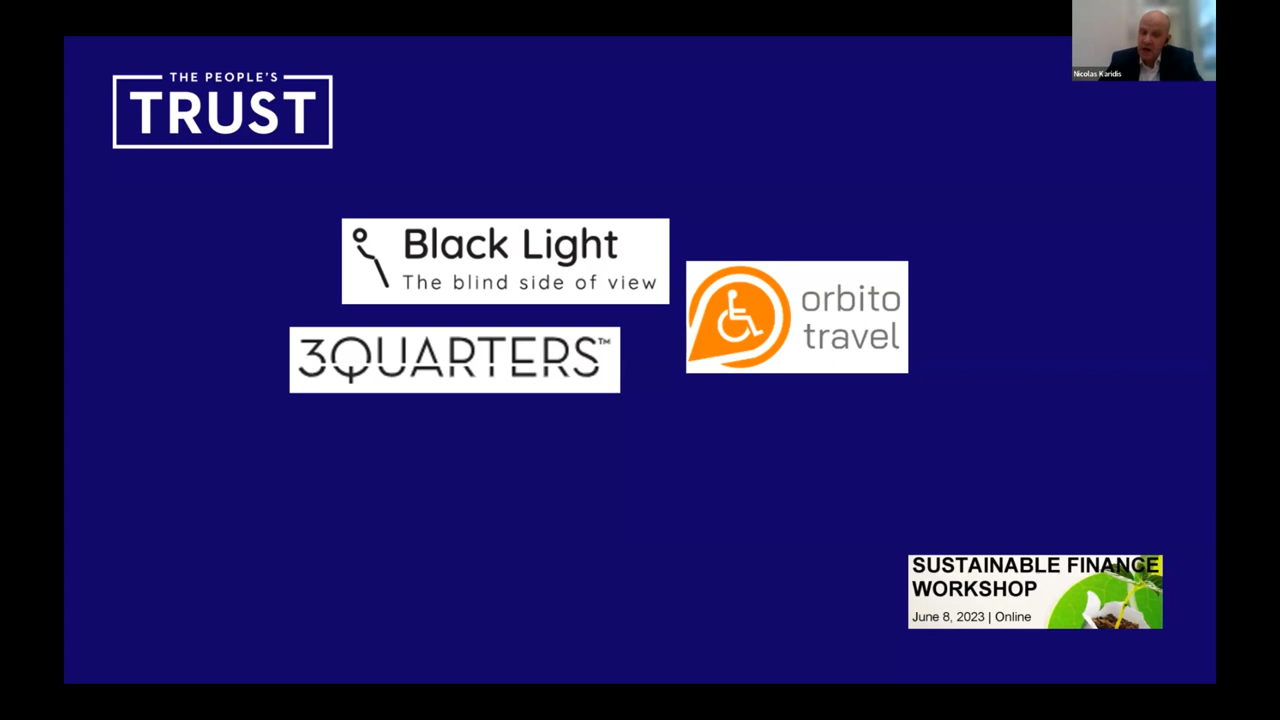 Nicolas Karidis
THE PEOPLE'S
TRUST
Black Light
The blind side of view
orbito
travel
3QUARTERS™
SUSTAINABLE FINANCE
WORKSHOP
June 8, 2023 | Online